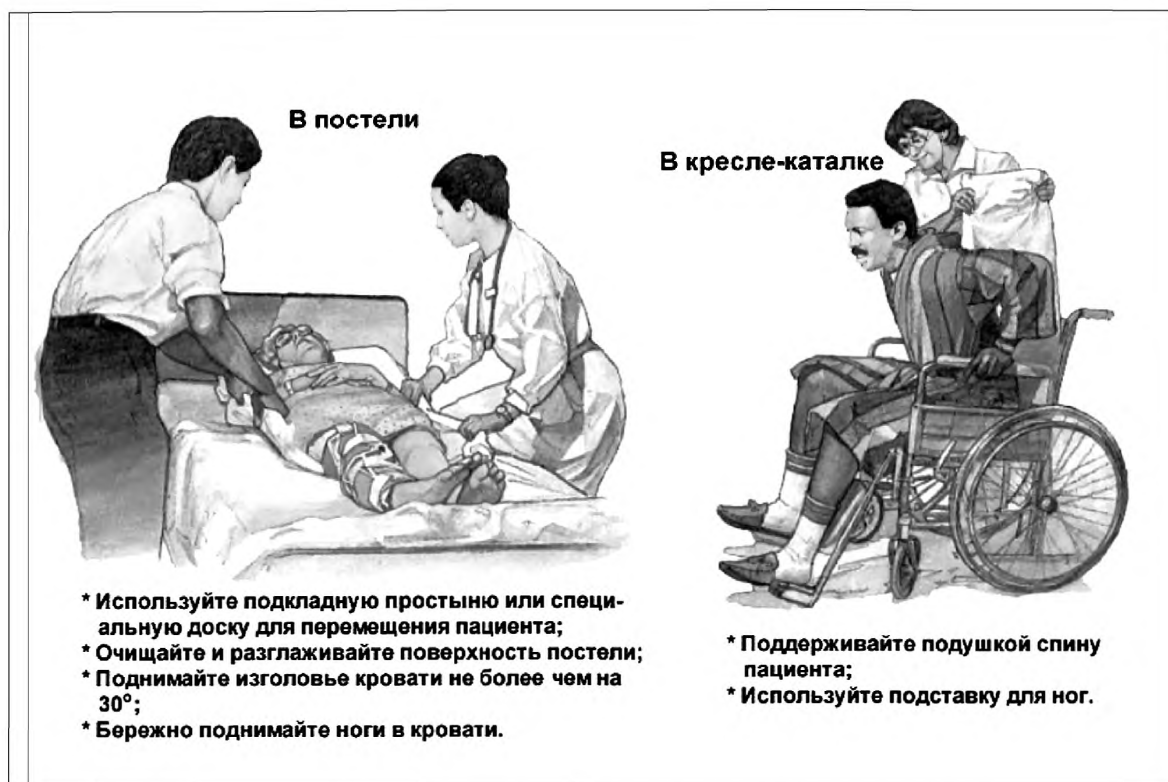 В постели
* Используйте подкладную простыню или специ-
альную доску для перемещения пациента;
* Очищайте и разглаживайте поверхность постели;
* Поднимайте изголовье кровати не более чем на
30°;
* Бережно поднимайте ноги в кровати.
В кресле-каталке
* Поддерживайте подушкой спину
пациента;
* Используйте подставку для ног.